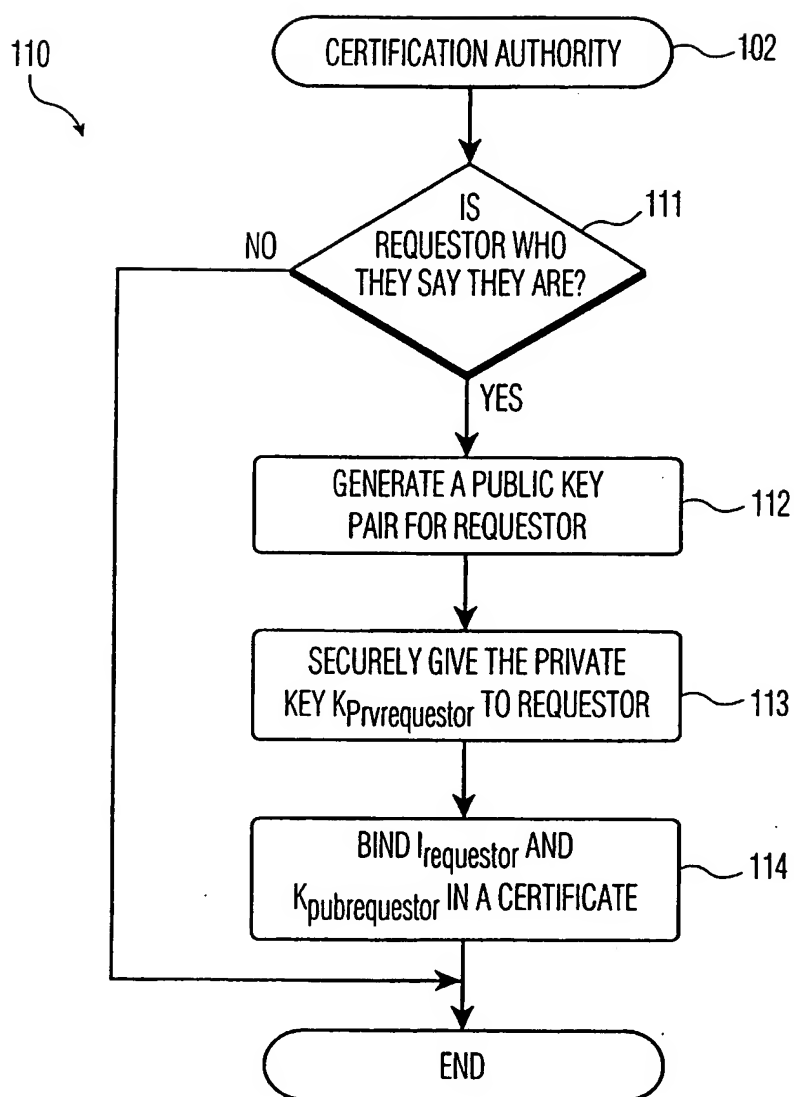 110
CERTIFICATION AUTHORITY
102
IS
REQUESTOR WHO
THEY SAY THEY ARE?
111
NO
YES
GENERATE A PUBLIC KEY
PAIR FOR REQUESTOR
112
SECURELY GIVE THE PRIVATE
KEY KPrvrequestor TO REQUESTOR
113
BIND Irequestor AND
Kpubrequestor IN A CERTIFICATE
114
END